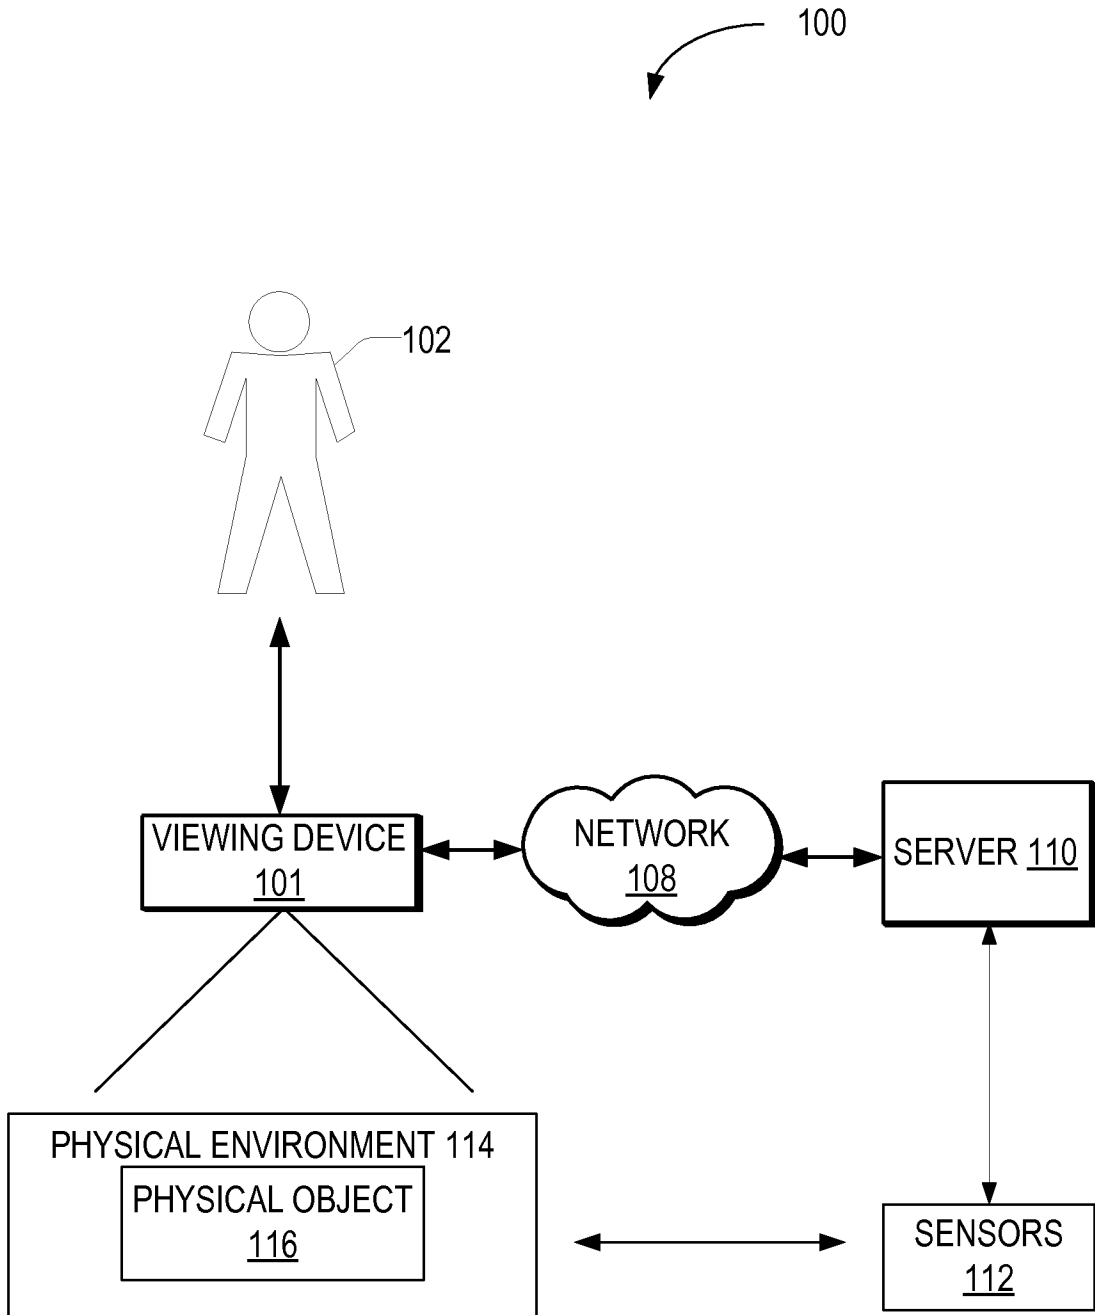 100
102
VIEWING DEVICE
101
NETWORK
108
SERVER 110
PHYSICAL ENVIRONMENT 114
PHYSICAL OBJECT
116
SENSORS
112